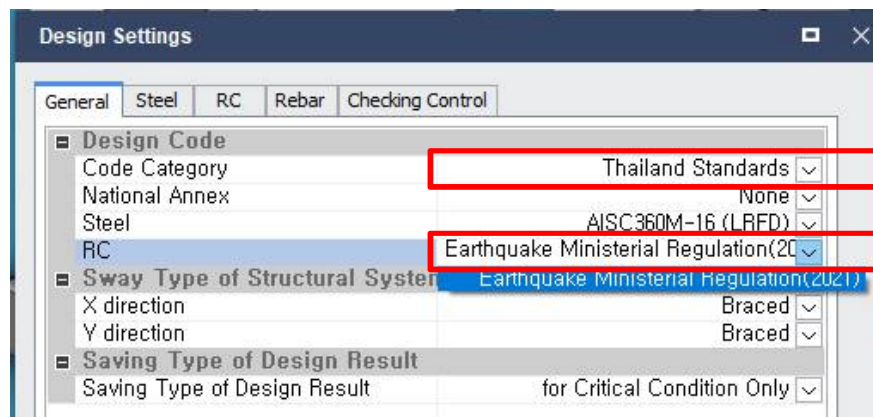 Design Settings
General Steel RC Rebar Checking Control
Design Code
Code Category Thailand Standards
National Annex None
Steel AISC360M-16 (LRFD)
RC Earthquake Ministerial Regulation(20
Sway Type of Structural System Earthquake Ministerial Regulation(2021)
X direction Braced
Y direction Braced
Saving Type of Design Result
Saving Type of Design Result for Critical Condition Only